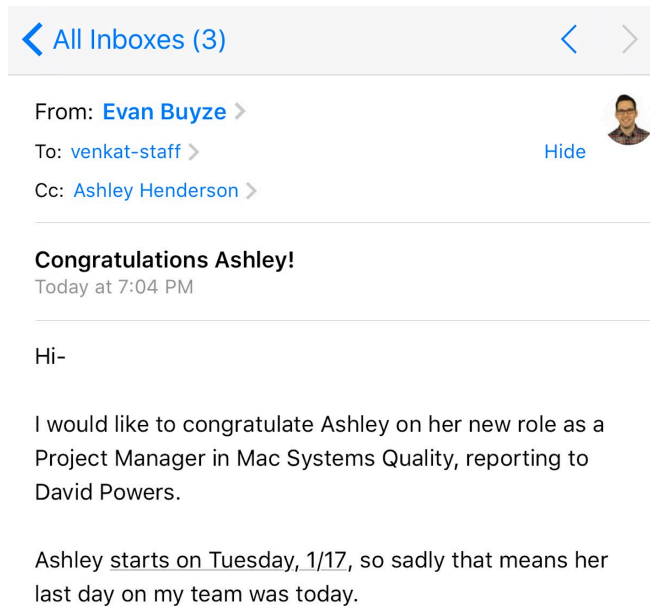 All Inboxes (3)
From: Evan Buyze
To: venkat-staff
Hide
Cc: Ashley Henderson
Congratulations Ashley!
Today at 7:04 PM
Hi-
I would like to congratulate Ashley on her new role as a
Project Manager in Mac Systems Quality, reporting to
David Powers.
Ashley starts on Tuesday, 1/17, so sadly that means her
last day on my team was today.